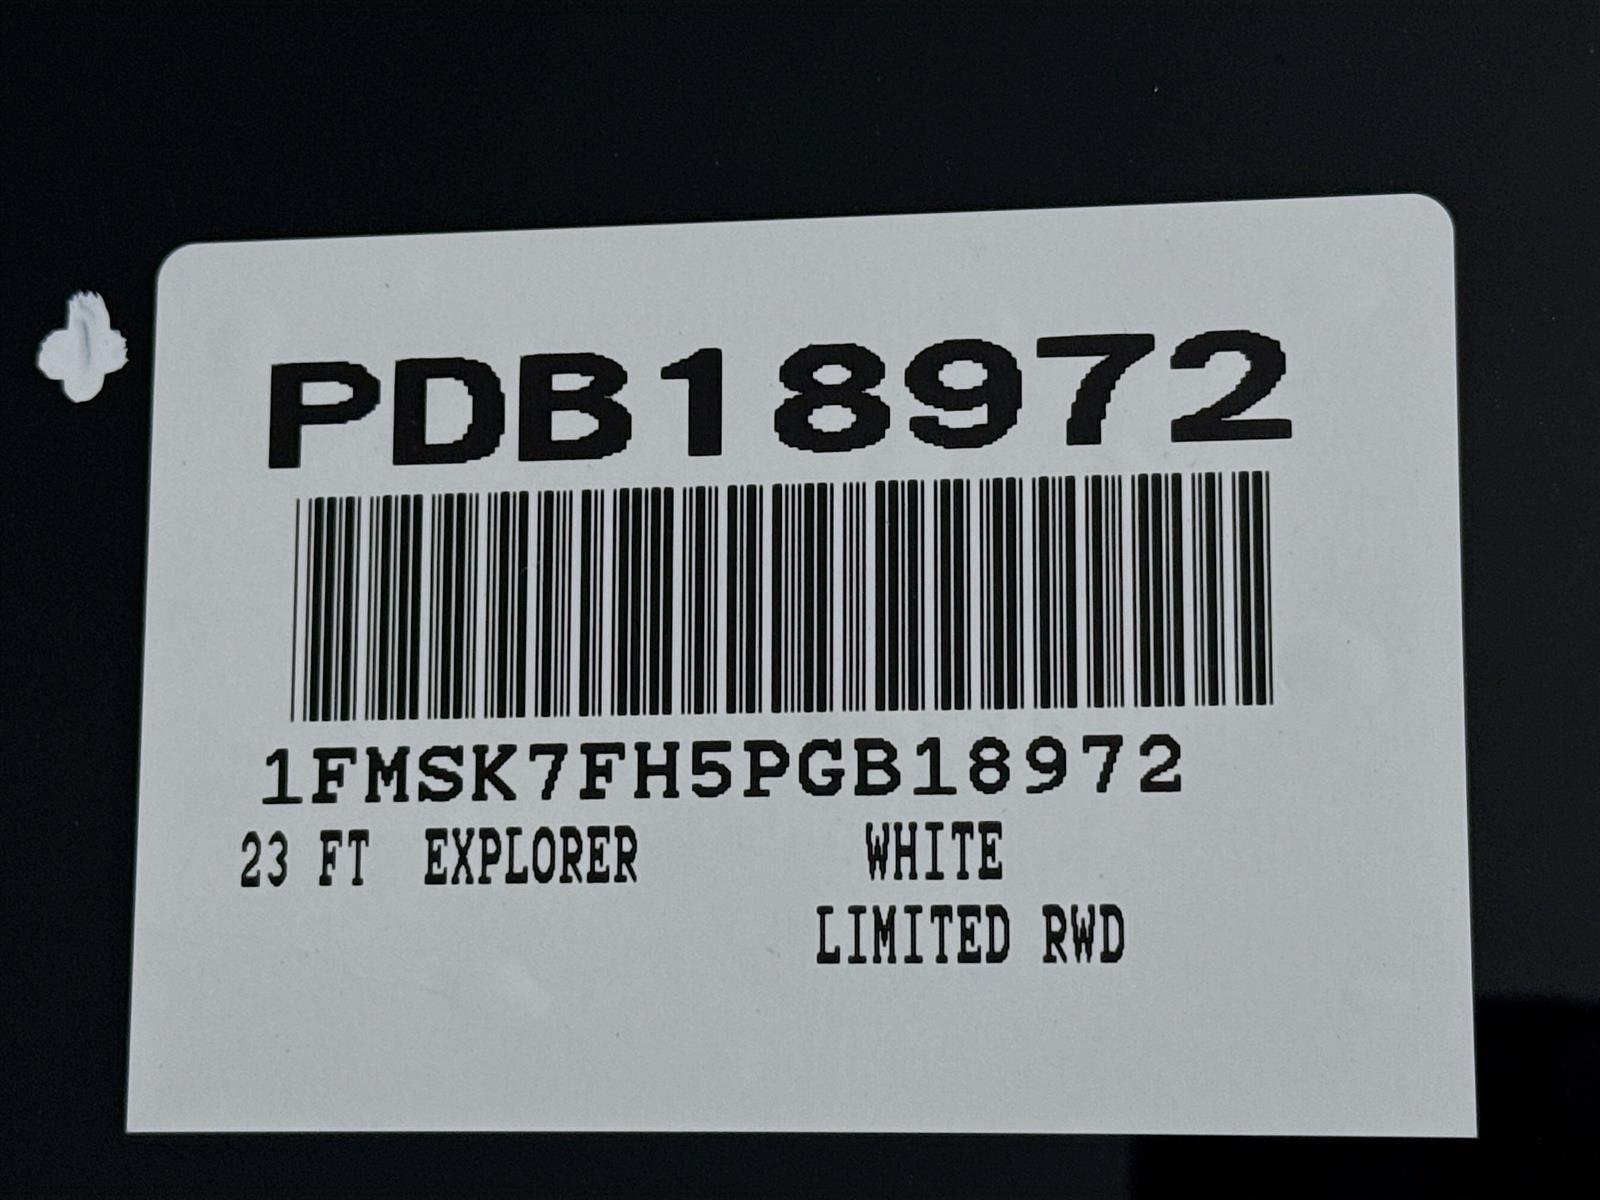 PDB18972
1FMSK7FH5PGB18972
23 FT EXPLORER WHITE
LIMITED RWD